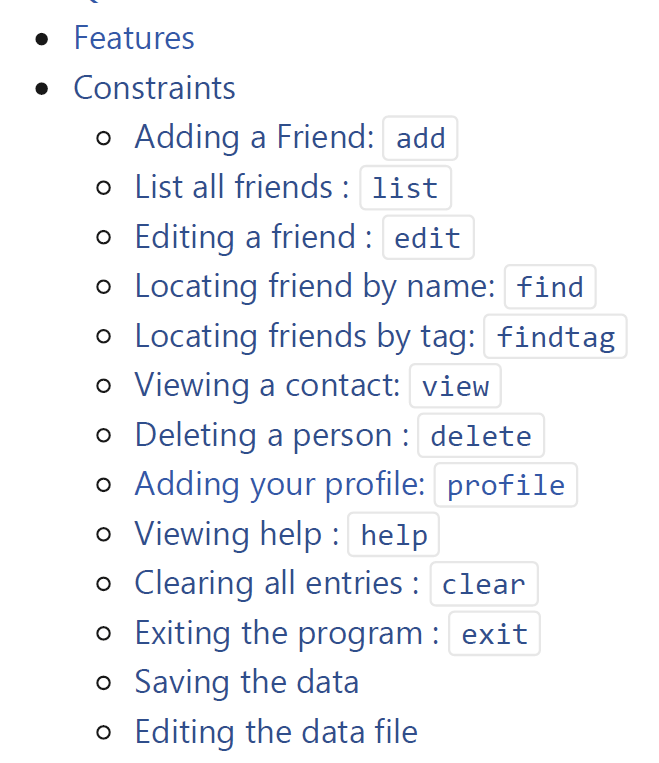 Features
Constraints
Adding a Friend: add
List all friends : list
Editing a friend : edit
Locating friend by name: find
Locating friends by tag: findtag
Viewing a contact: view
Deleting a person : delete
Adding your profile: profile
Viewing help : help
Clearing all entries : clear
Exiting the program : exit
Saving the data
Editing the data file